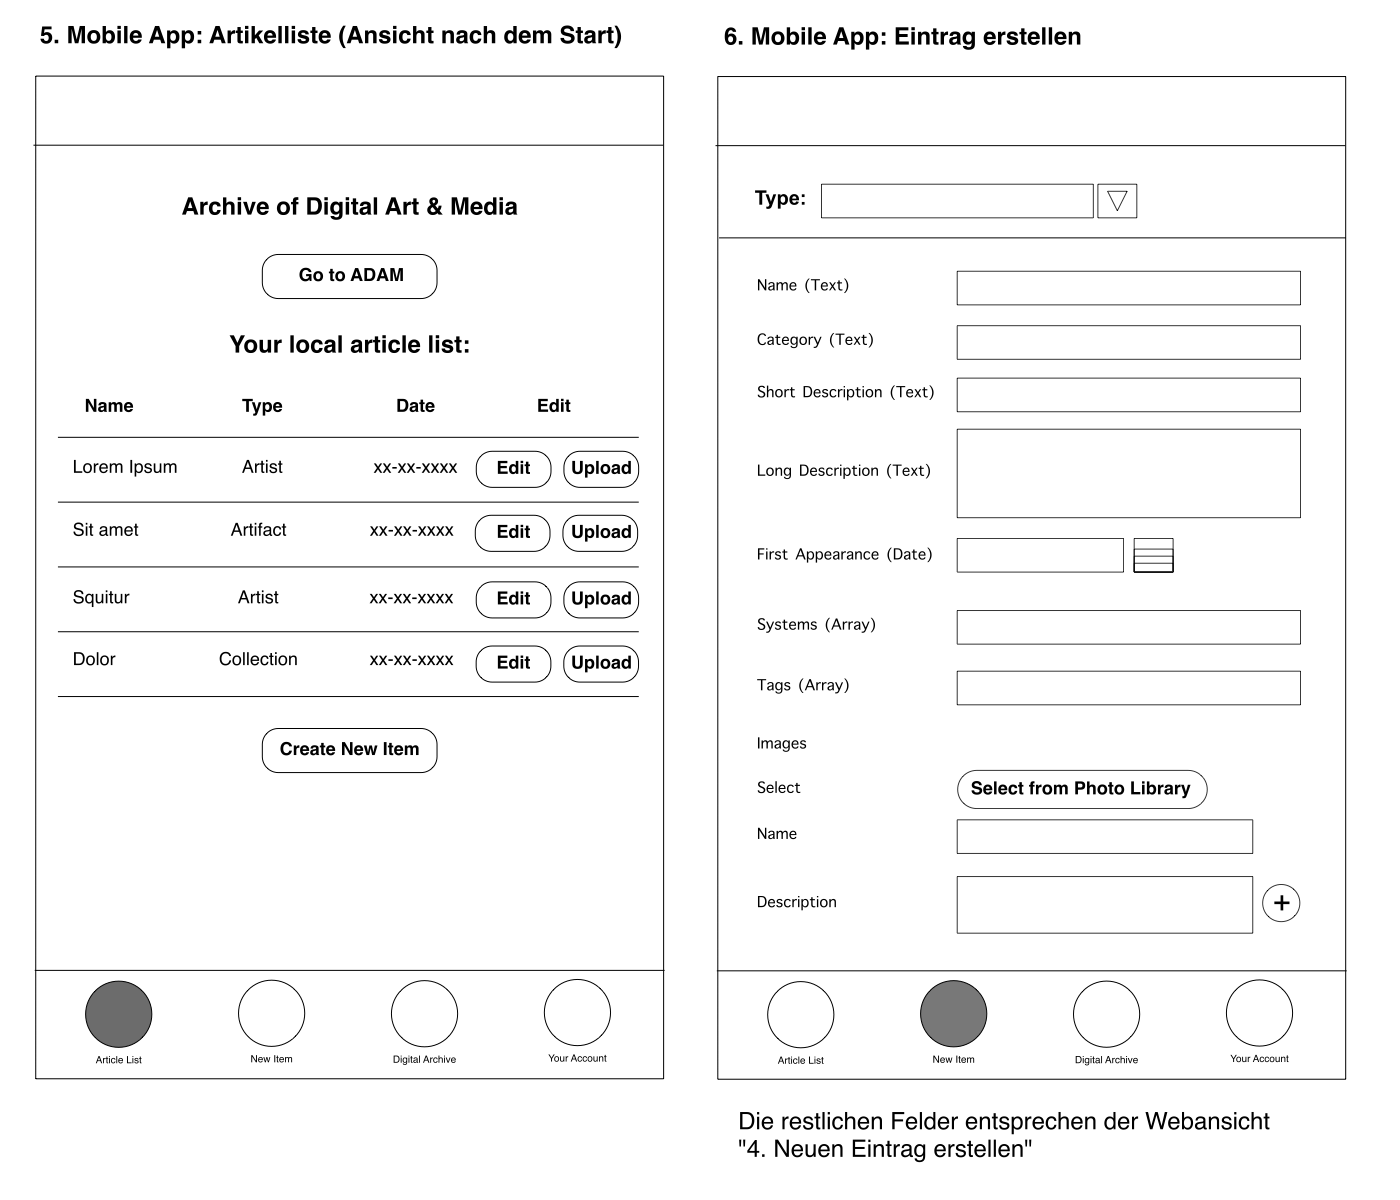 5. Mobile App: Artikelliste (Ansicht nach dem Start)
Archive of Digital Art & Media
Go to ADAM
Your local article list:
Name Type Date Edit
Lorem Ipsum Artist xx-xx-xxxx Edit Upload
Sit amet Artifact xx-xx-xxxx Edit Upload
Squitur Artist xx-xx-xxxx Edit Upload
Dolor Collection xx-xx-xxxx Edit Upload
Create New Item
Article List New Item Digital Archive Your Account
6. Mobile App: Eintrag erstellen
Type:
Name (Text)
Category (Text)
Short Description (Text)
Long Description (Text)
First Appearance (Date)
Systems (Array)
Tags (Array)
Images
Select Select from Photo Library
Name
Description +
Article List New Item Digital Archive Your Account
Die restlichen Felder entsprechen der Webansicht
"4. Neuen Eintrag erstellen"